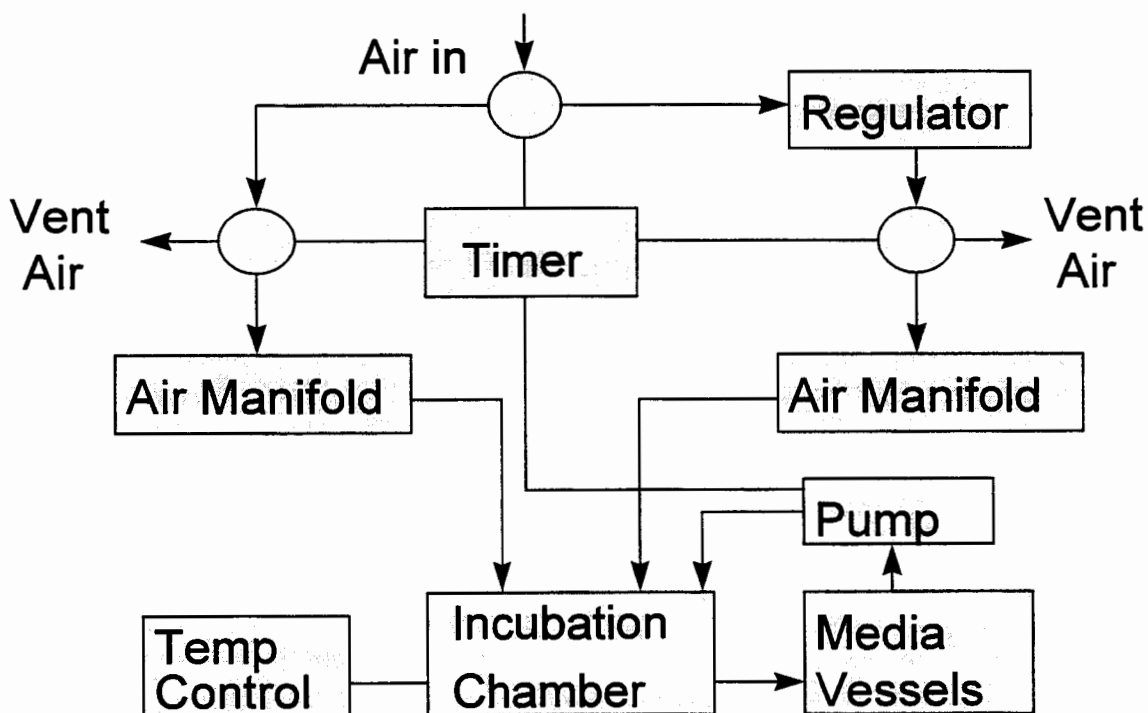 Air in
Regulator
Vent
Air
Timer
Vent
Air
Air Manifold
Air Manifold
Pump
Temp
Control
Incubation
Chamber
Media
Vessels